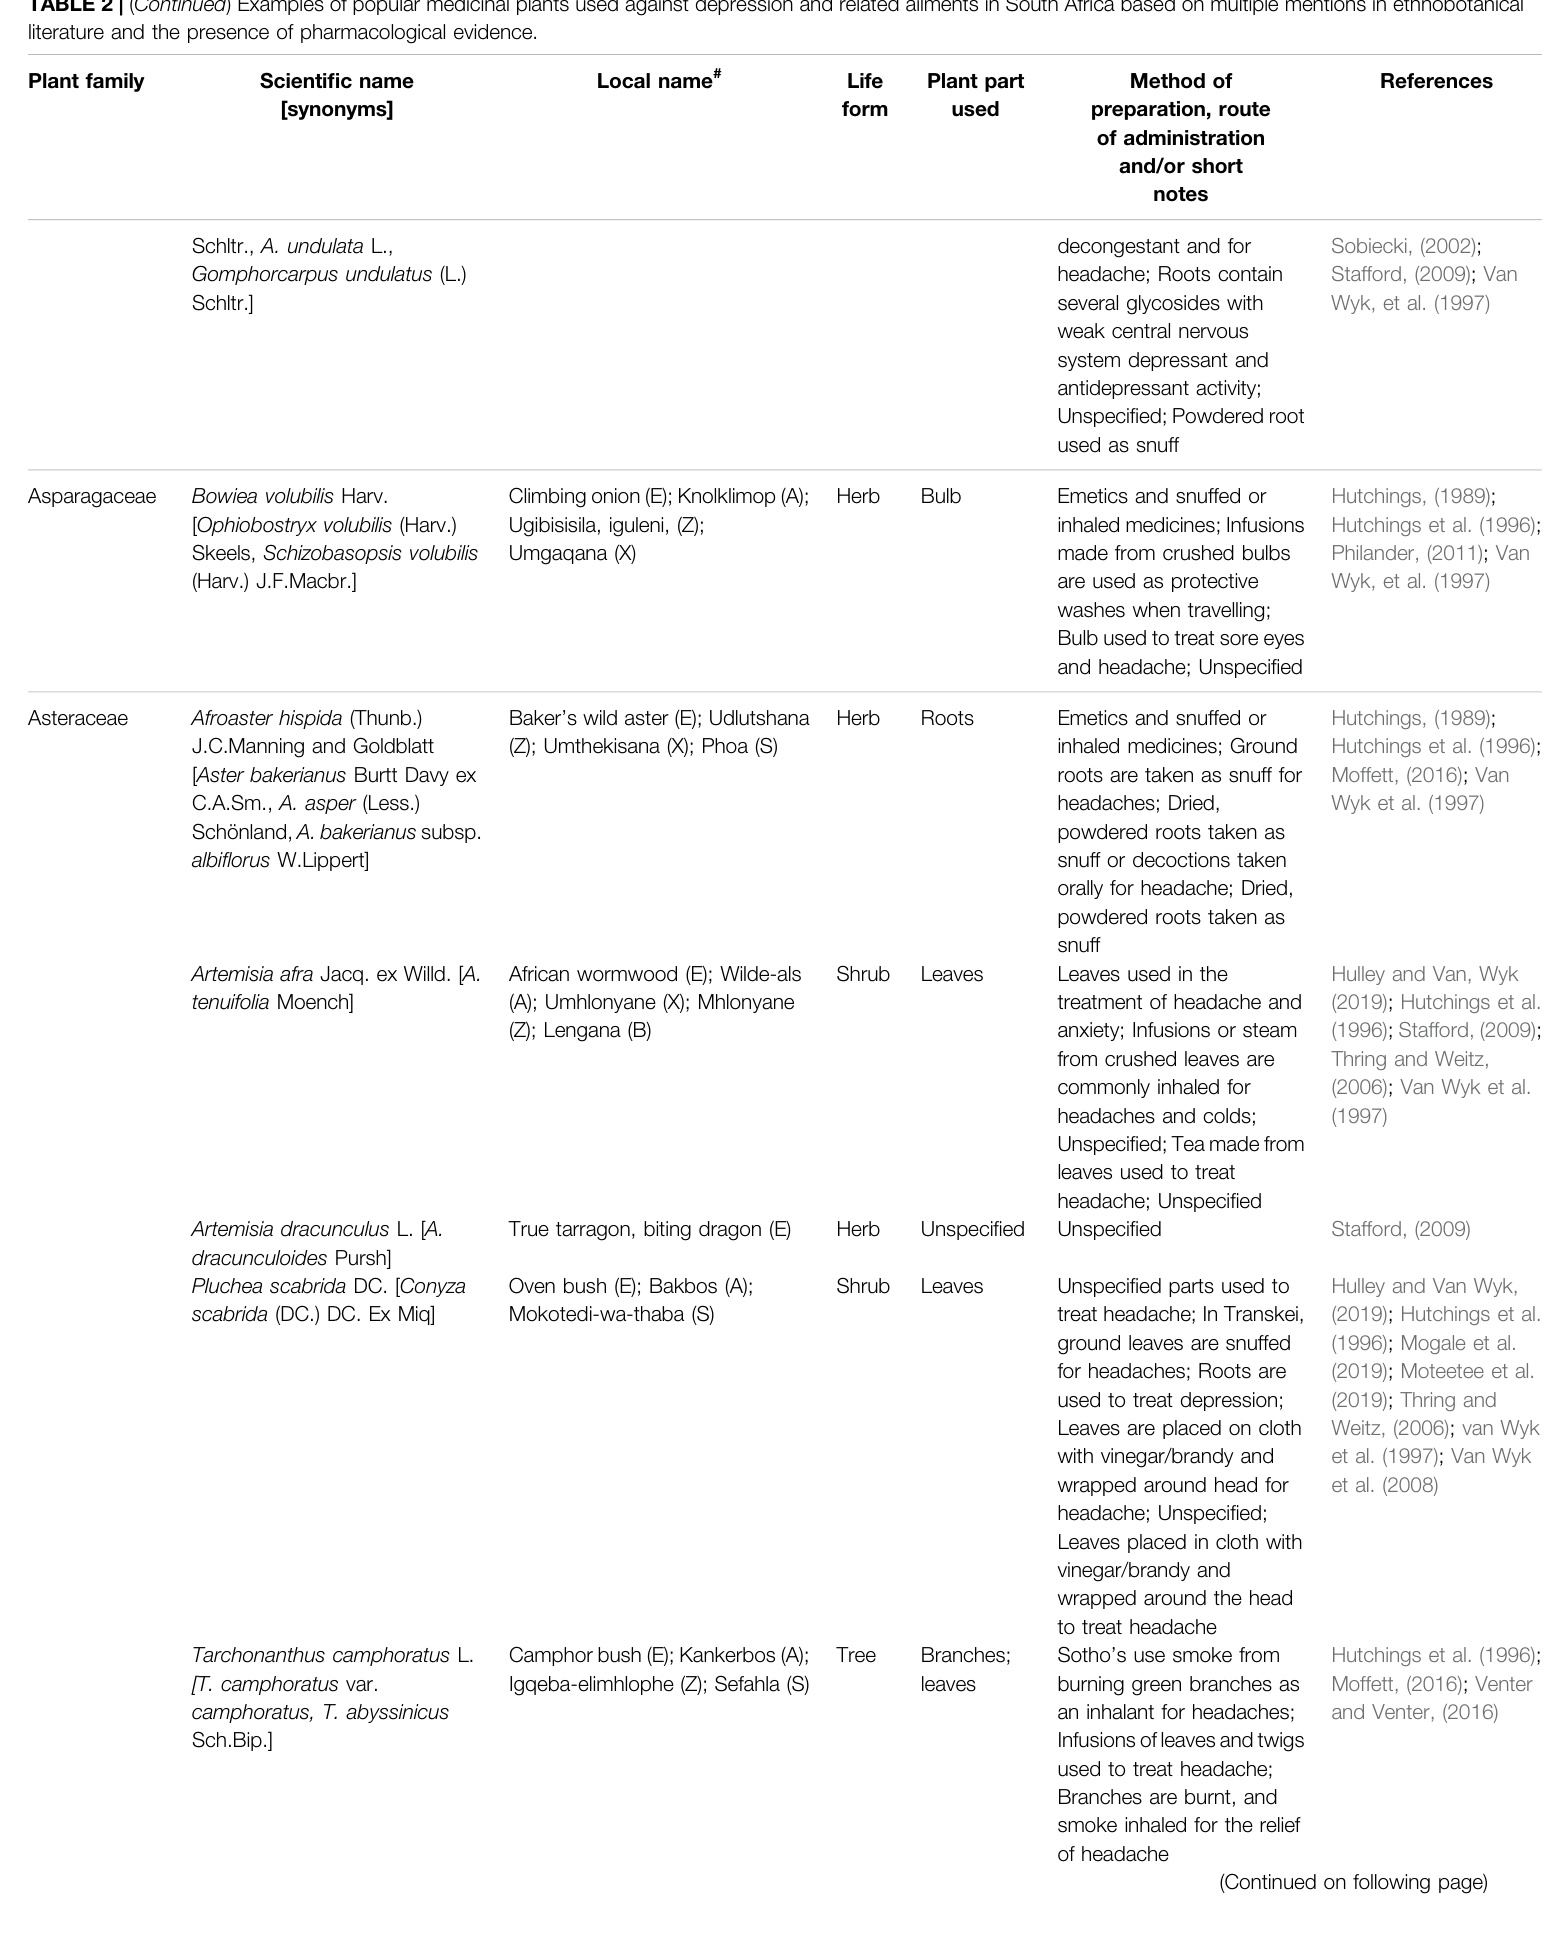 TABLE 2 | (Continued) Examples of popular medicinal plants used against depression and related ailments in South Africa based on multiple mentions in ethnobotanical
literature and the presence of pharmacological evidence.
Plant family
Scientific name
[synonyms]
Local name#
Life
form
Plant part
used
Method of
preparation, route
of administration
and/or short
notes
References
Schltr., A. undulata L.,
Gomphorcarpus undulatus (L.)
Schltr.]
decongestant and for
headache; Roots contain
several glycosides with
weak central nervous
system depressant and
antidepressant activity;
Unspecified; Powdered root
used as snuff
Sobiecki, (2002);
Stafford, (2009); Van
Wyk, et al. (1997)
Asparagaceae
Bowiea volubilis Harv.
[Ophiobostryx volubilis (Harv.)
Skeels, Schizobasopsis volubilis
(Harv.) J.F.Macbr.]
Climbing onion (E); Knolklimop (A);
Ugibisisila, iguleni, (Z);
Umgaqana (X)
Herb
Bulb
Emetics and snuffed or
inhaled medicines; Infusions
made from crushed bulbs
are used as protective
washes when travelling;
Bulb used to treat sore eyes
and headache; Unspecified
Hutchings, (1989);
Hutchings et al. (1996);
Philander, (2011); Van
Wyk, et al. (1997)
Asteraceae
Afroaster hispida (Thunb.)
J.C.Manning and Goldblatt
[Aster bakerianus Burtt Davy ex
C.A.Sm., A. asper (Less.)
Schönland, A. bakerianus subsp.
albiflorus W.Lippert]
Baker's wild aster (E); Udlutshana
(Z); Umthekisana (X); Phoa (S)
Herb
Roots
Emetics and snuffed or
inhaled medicines; Ground
roots are taken as snuff for
headaches; Dried,
powdered roots taken as
snuff or decoctions taken
orally for headache; Dried,
powdered roots taken as
snuff
Hutchings, (1989);
Hutchings et al. (1996);
Moffett, (2016); Van
Wyk et al. (1997)
Artemisia afra Jacq. ex Willd. [A.
tenuifolia Moench]
African wormwood (E); Wilde-als
(A); Umhlonyane (X); Mhlonyane
(Z); Lengana (B)
Shrub
Leaves
Leaves used in the
treatment of headache and
anxiety; Infusions or steam
from crushed leaves are
commonly inhaled for
headaches and colds;
Unspecified; Tea made from
leaves used to treat
headache; Unspecified
Hulley and Van, Wyk
(2019); Hutchings et al.
(1996); Stafford, (2009);
Thring and Weitz,
(2006); Van Wyk et al.
(1997)
Artemisia dracunculus L. [A.
dracunculoides Pursh]
True tarragon, biting dragon (E)
Herb
Unspecified
Unspecified
Stafford, (2009)
Pluchea scabrida DC. [Conyza
scabrida (DC.) DC. Ex Miq]
Oven bush (E); Bakbos (A);
Mokotedi-wa-thaba (S)
Shrub
Leaves
Unspecified parts used to
treat headache; In Transkei,
ground leaves are snuffed
for headaches; Roots are
used to treat depression;
Leaves are placed on cloth
with vinegar/brandy and
wrapped around head for
headache; Unspecified;
Leaves placed in cloth with
vinegar/brandy and
wrapped around the head
to treat headache
Hulley and Van Wyk,
(2019); Hutchings et al.
(1996); Mogale et al.
(2019); Moteetee et al.
(2019); Thring and
Weitz, (2006); van Wyk
et al. (1997); Van Wyk
et al. (2008)
Tarchonanthus camphoratus L.
[T. camphoratus var.
camphoratus, T. abyssinicus
Sch.Bip.]
Camphor bush (E); Kankerbos (A);
Igqeba-elimhlophe (Z); Sefahla (S)
Tree
Branches;
leaves
Sotho's use smoke from
burning green branches as
an inhalant for headaches;
Infusions of leaves and twigs
used to treat headache;
Branches are burnt, and
smoke inhaled for the relief
of headache
Hutchings et al. (1996);
Moffett, (2016); Venter
and Venter, (2016)
(Continued on following page)